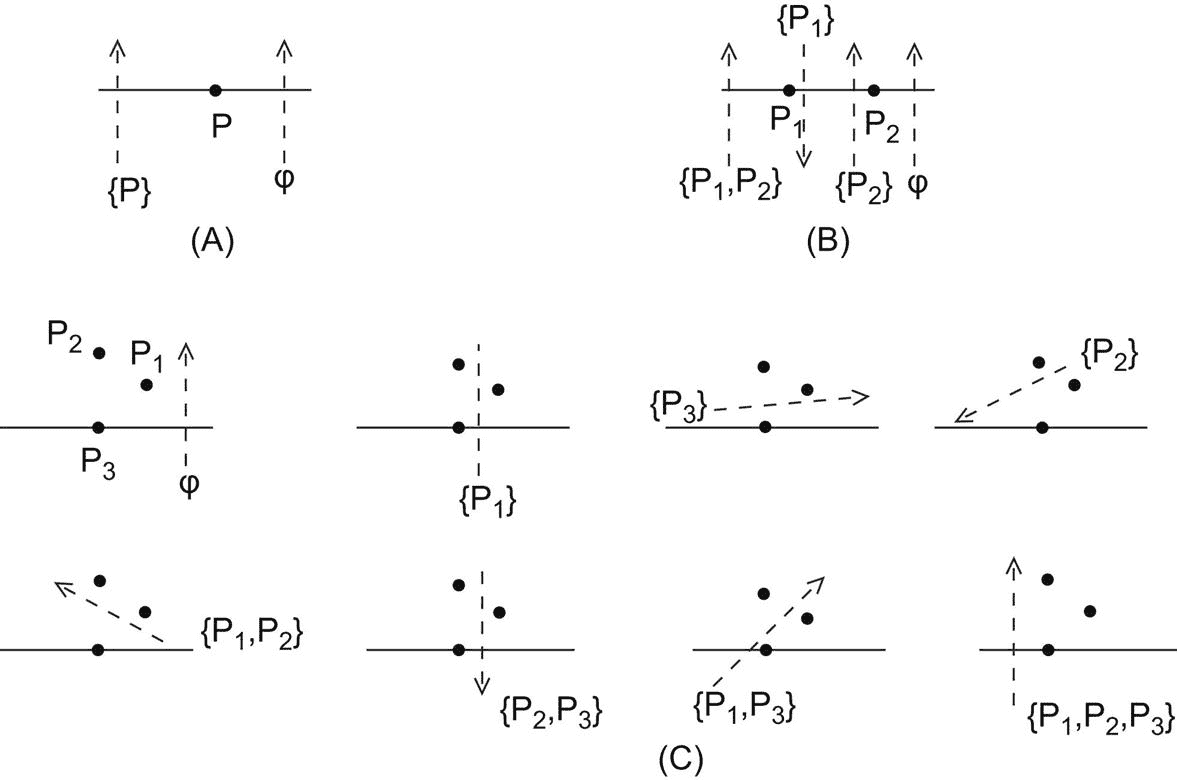 {P}
P
φ
(A)
{P₁}
P₁
P₂
{P₁,P₂}
{P₂}
φ
(B)
P₂
P₁
P₃
φ
{P₁}
{P₃}
{P₂}
{P₁,P₂}
{P₂,P₃}
{P₁,P₃}
{P₁,P₂,P₃}
(C)